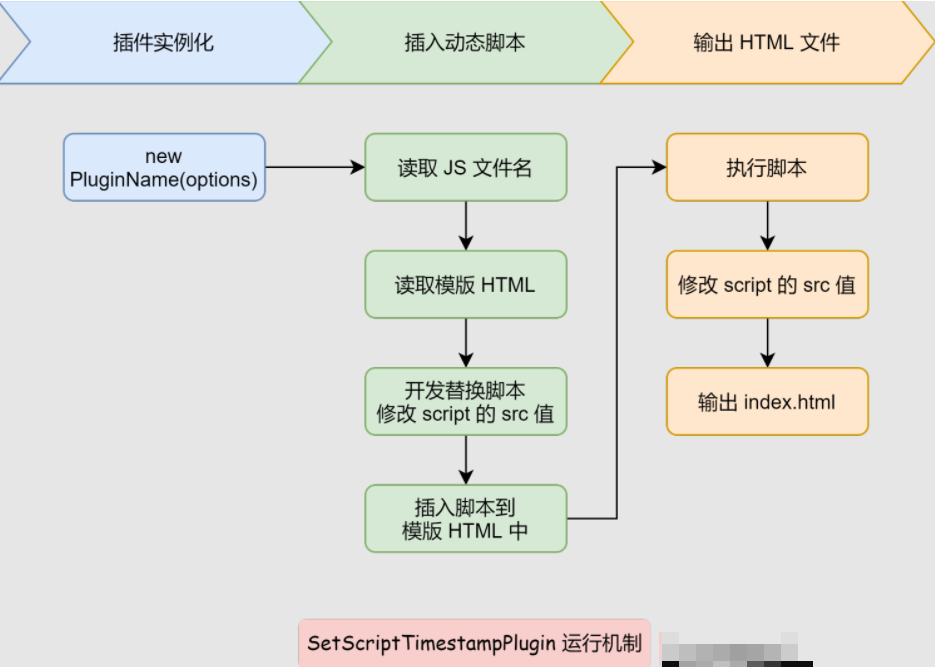 插件实例化
插入动态脚本
输出 HTML 文件
new
PluginName(options)
读取 JS 文件名
读取模版 HTML
开发替换脚本
修改 script 的 src 值
插入脚本到
模版 HTML 中
执行脚本
修改 script 的 src 值
输出 index.html
SetScriptTimestampPlugin 运行机制